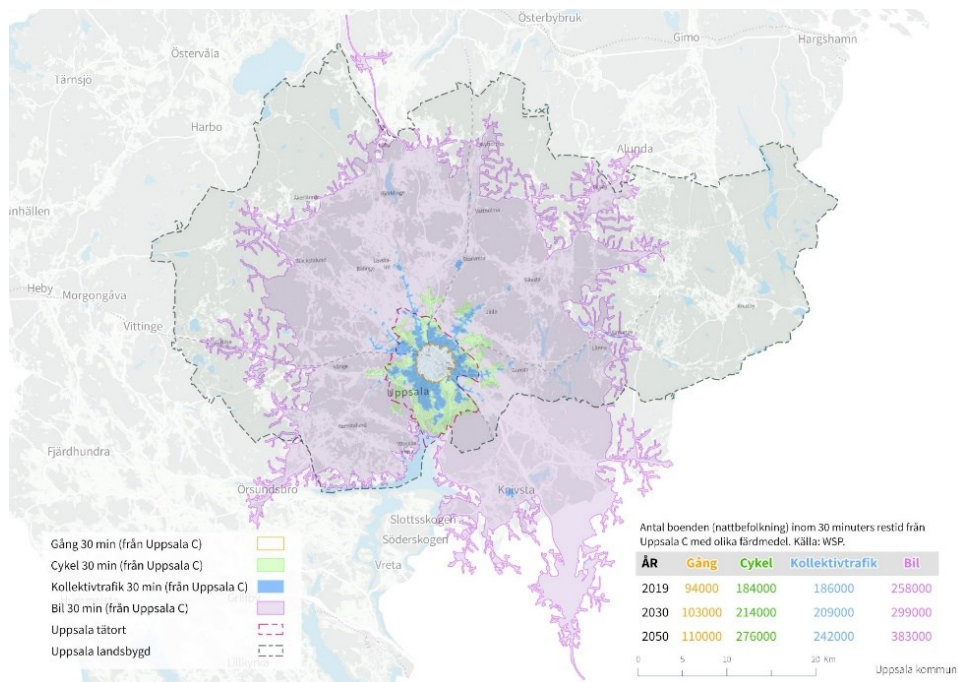 Österbybruk
Gimo
Hargshamn
Östervåla
Tärnsjö
Harbo
Alunda
Heby
Morgongåva
Vittinge
Uppsala
Fjärdhundra
Örsundsbro
Knivsta
Slottsskogen
Söderskogen
Vreta
Gång 30 min (från Uppsala C)
Cykel 30 min (från Uppsala C)
Kollektivtrafik 30 min (från Uppsala C)
Bil 30 min (från Uppsala C)
Uppsala tätort
Uppsala landsbygd
Antal boenden (nattbefolkning) inom 30 minuters restid från
Uppsala C med olika färdmedel. Källa: WSP.
ÅR Gång Cykel Kollektivtrafik Bil
2019 94000 184000 186000 258000
2030 103000 214000 209000 299000
2050 110000 276000 242000 383000
0 5 10 20 Km
Uppsala kommun